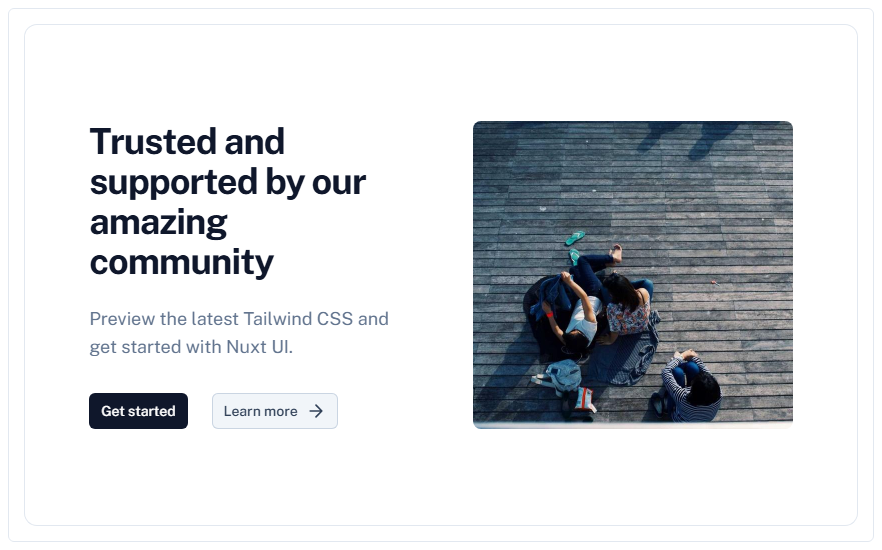 Trusted and
supported by our
amazing
community
Preview the latest Tailwind CSS and
get started with Nuxt UI.
Get started
Learn more